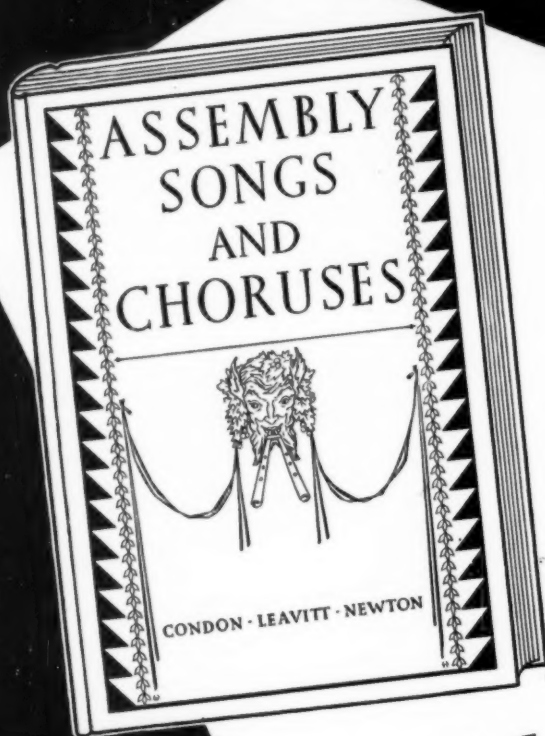 ASSEMBLY
SONGS
AND
CHORUSES
CONDON · LEAVITT · NEWTON